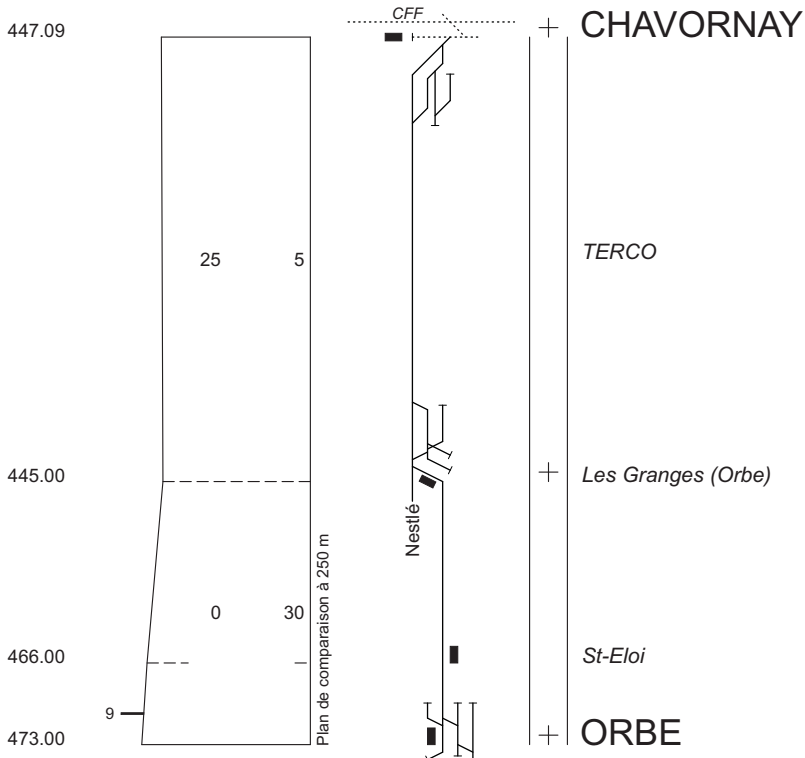 CFF
447.09
CHAVORNAY
25 5
TERCO
445.00
Les Granges (Orbe)
Nestlé
Plan de comparaison à 250 m
0 30
466.00
St-Eloi
9
473.00
ORBE